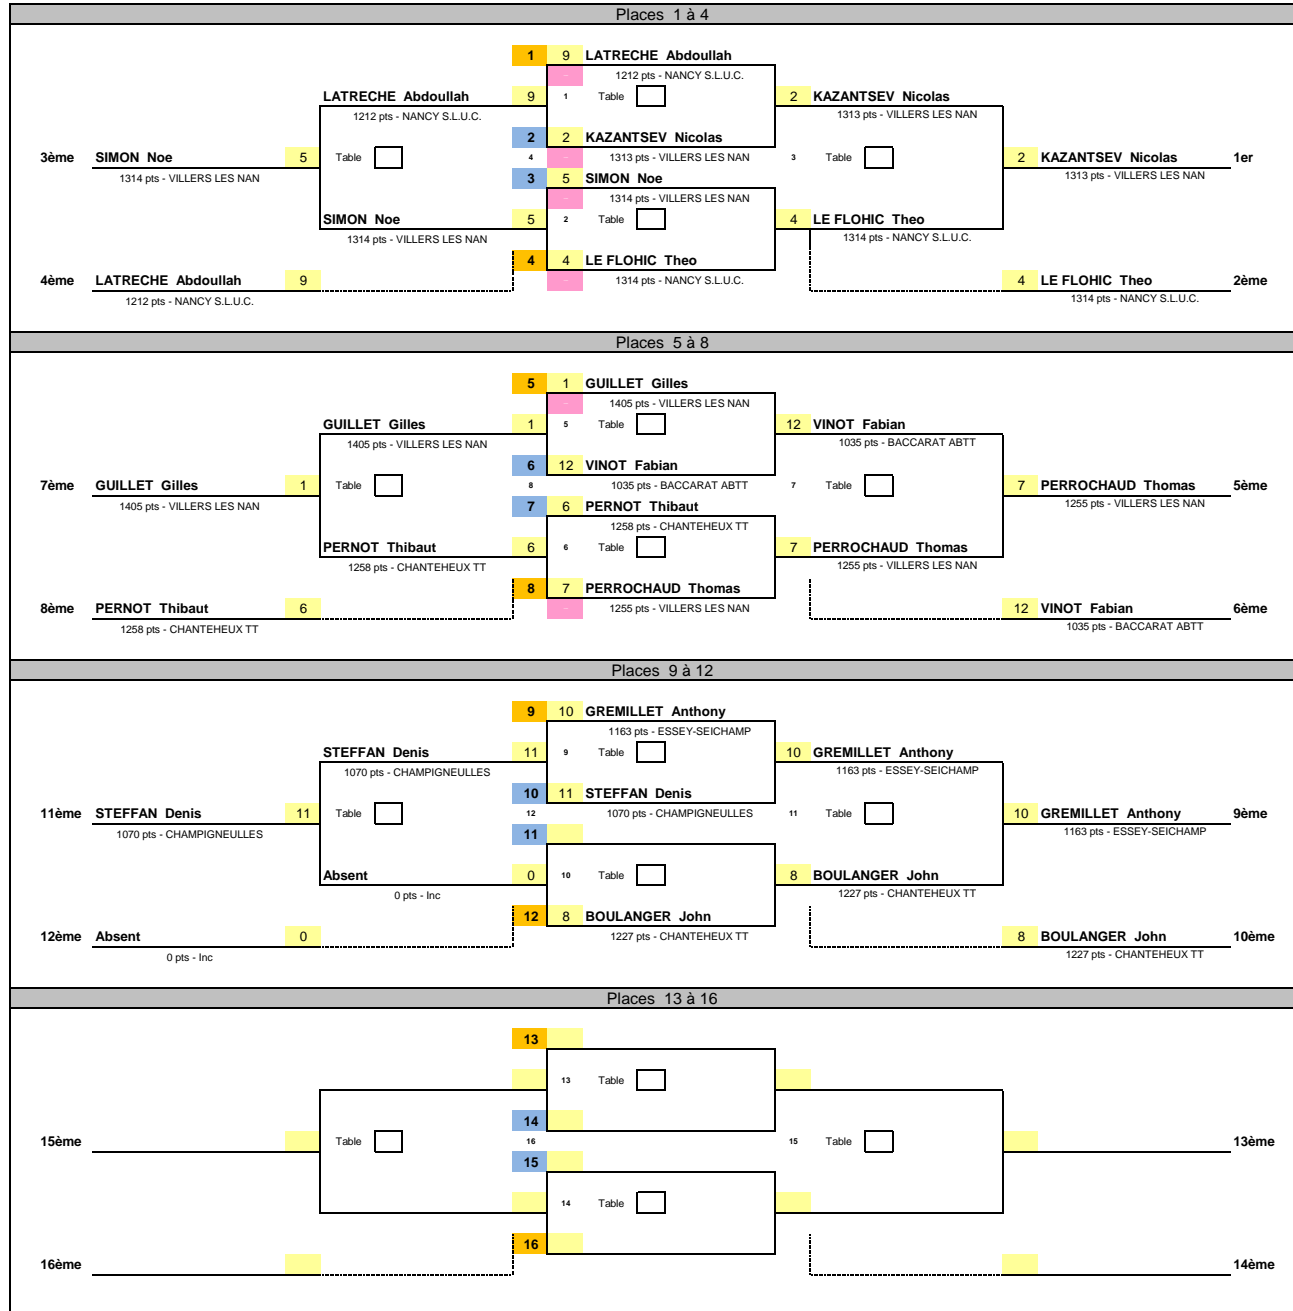 Places 1 à 4
1 9 LATRECHE Abdoullah
1212 pts - NANCY S.L.U.C.
LATRECHE Abdoullah 9 1 Table 2 KAZANTSEV Nicolas
1212 pts - NANCY S.L.U.C. 1313 pts - VILLERS LES NAN
2 2 KAZANTSEV Nicolas
3ème SIMON Noe 5 Table 4 1313 pts - VILLERS LES NAN 3 Table 2 KAZANTSEV Nicolas 1er
1314 pts - VILLERS LES NAN 3 5 SIMON Noe 1313 pts - VILLERS LES NAN
1314 pts - VILLERS LES NAN
SIMON Noe 5 2 Table 4 LE FLOHIC Theo
1314 pts - VILLERS LES NAN 1314 pts - NANCY S.L.U.C.
4 4 LE FLOHIC Theo
4ème LATRECHE Abdoullah 9 1314 pts - NANCY S.L.U.C. 4 LE FLOHIC Theo 2ème
1212 pts - NANCY S.L.U.C. 1314 pts - NANCY S.L.U.C.
Places 5 à 8
5 1 GUILLET Gilles
1405 pts - VILLERS LES NAN
GUILLET Gilles 1 5 Table 12 VINOT Fabian
1405 pts - VILLERS LES NAN 1035 pts - BACCARAT ABTT
6 12 VINOT Fabian
7ème GUILLET Gilles 1 Table 8 1035 pts - BACCARAT ABTT 7 Table 7 PERROCHAUD Thomas 5ème
1405 pts - VILLERS LES NAN 7 6 PERNOT Thibaut 1255 pts - VILLERS LES NAN
1258 pts - CHANTEHEUX TT
PERNOT Thibaut 6 6 Table 7 PERROCHAUD Thomas
1258 pts - CHANTEHEUX TT 1255 pts - VILLERS LES NAN
8 7 PERROCHAUD Thomas
8ème PERNOT Thibaut 6 1255 pts - VILLERS LES NAN 12 VINOT Fabian 6ème
1258 pts - CHANTEHEUX TT 1035 pts - BACCARAT ABTT
Places 9 à 12
9 10 GREMILLET Anthony
1163 pts - ESSEY-SEICHAMP
STEFFAN Denis 11 9 Table 10 GREMILLET Anthony
1070 pts - CHAMPIGNEULLES 1163 pts - ESSEY-SEICHAMP
10 11 STEFFAN Denis
11ème STEFFAN Denis 11 Table 12 1070 pts - CHAMPIGNEULLES 11 Table 10 GREMILLET Anthony 9ème
1070 pts - CHAMPIGNEULLES 11 1163 pts - ESSEY-SEICHAMP
Absent 0 10 Table 8 BOULANGER John
0 pts - Inc 1227 pts - CHANTEHEUX TT
12 8 BOULANGER John
12ème Absent 0 1227 pts - CHANTEHEUX TT 8 BOULANGER John 10ème
0 pts - Inc 1227 pts - CHANTEHEUX TT
Places 13 à 16
13
13 Table
14
15ème Table 16 15 Table 13ème
15
14 Table
16
16ème 14ème